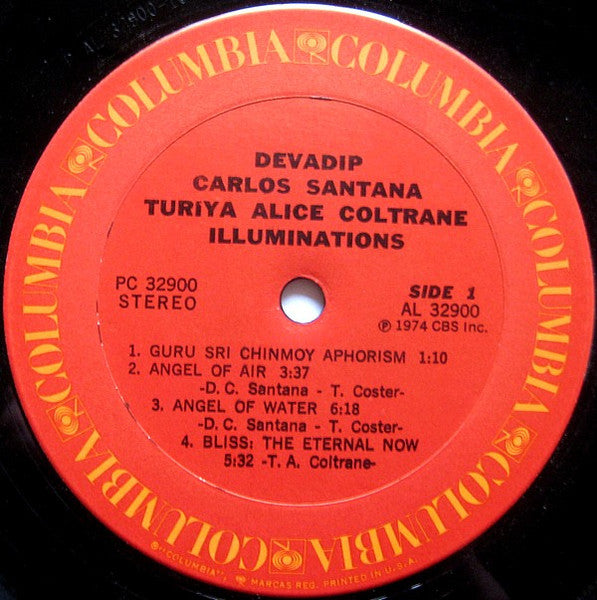 COLUMBIA COLUMBIA COLUMBIA COLUMBIA COLUMBIA COLUMBIA
DEVADIP
CARLOS SANTANA
TURIYA ALICE COLTRANE
ILLUMINATIONS
PC 32900
STEREO
SIDE 1
AL 32900
℗ 1974 CBS Inc.
1. GURU SRI CHINMOY APHORISM 1:10
2. ANGEL OF AIR 3:37
-D. C. Santana - T. Coster-
3. ANGEL OF WATER 6:18
-D. C. Santana - T. Coster-
4. BLISS: THE ETERNAL NOW
5:32 -T. A. Coltrane-
"COLUMBIA", MARCAS REG. PRINTED IN U.S.A.